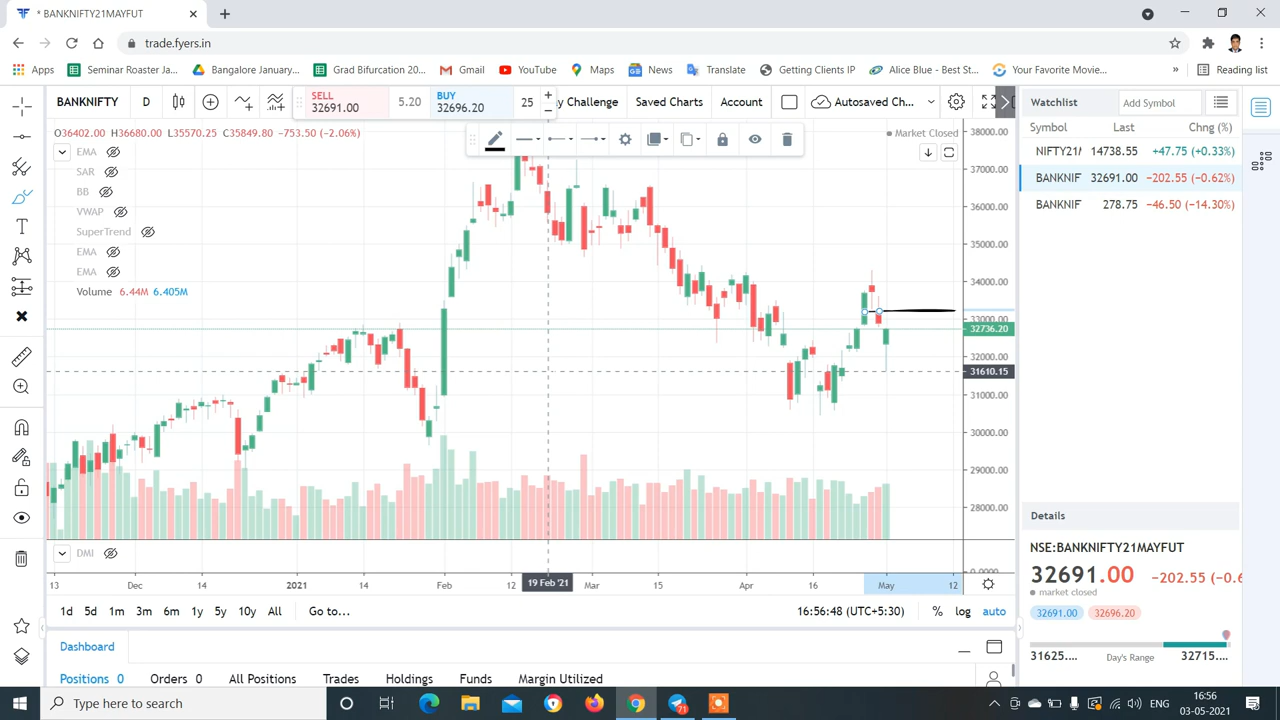 * BANKNIFTY21MAYFUT
trade.fyers.in
Apps Seminar Roaster Ja... Bangalore January... Grad Bifurcation 20... Gmail YouTube Maps News Translate Getting Clients IP Alice Blue - Best St... Your Favorite Movie... » Reading list
BANKNIFTY D SELL 32691.00 5.20 BUY 32696.20 25 y Challenge Saved Charts Account Autosaved Ch...
Watchlist Add Symbol
Symbol Last Chng (%)
NIFTY21 14738.55 +47.75 (+0.33%)
BANKNIF 32691.00 −202.55 (−0.62%)
BANKNIF 278.75 −46.50 (−14.30%)
O36402.00 H36680.00 L35570.25 C35849.80 −753.50 (−2.06%)
Market Closed
EMA
SAR
BB
VWAP
SuperTrend
EMA
EMA
Volume 6.44M 6.405M
38000.00
37000.00
36000.00
35000.00
34000.00
33000.00
32736.20
32000.00
31610.15
31000.00
30000.00
29000.00
28000.00
0.0000
DMI
13 Dec 14 2021 14 Feb 12 19 Feb '21 Mar 15 Apr 16 May 12
1d 5d 1m 3m 6m 1y 5y 10y All Go to... 16:56:48 (UTC+5:30) % log auto
Dashboard
Positions 0 Orders 0 All Positions Trades Holdings Funds Margin Utilized
Details
NSE:BANKNIFTY21MAYFUT
32691.00 −202.55 (−0.6
market closed
32691.00 32696.20
31625.... Day's Range 32715....
Type here to search
71
ENG
16:56
03-05-2021